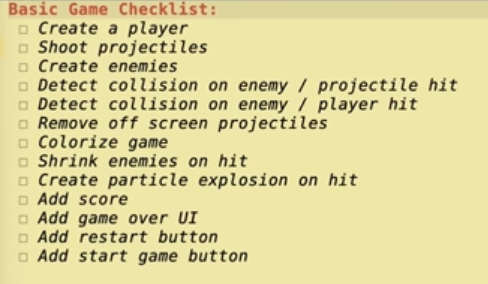 Basic Game Checklist:
□ Create a player
□ Shoot projectiles
□ Create enemies
□ Detect collision on enemy / projectile hit
□ Detect collision on enemy / player hit
□ Remove off screen projectiles
□ Colorize game
□ Shrink enemies on hit
□ Create particle explosion on hit
□ Add score
□ Add game over UI
□ Add restart button
□ Add start game button